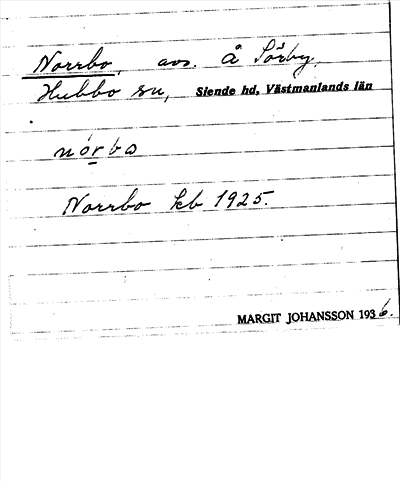 Norrbo, avs. Å Sörby,
Hubbo sn, Siende hd, Västmanlands län
nórbo
Norrbo kb 1925.
MARGIT JOHANSSON 1936.